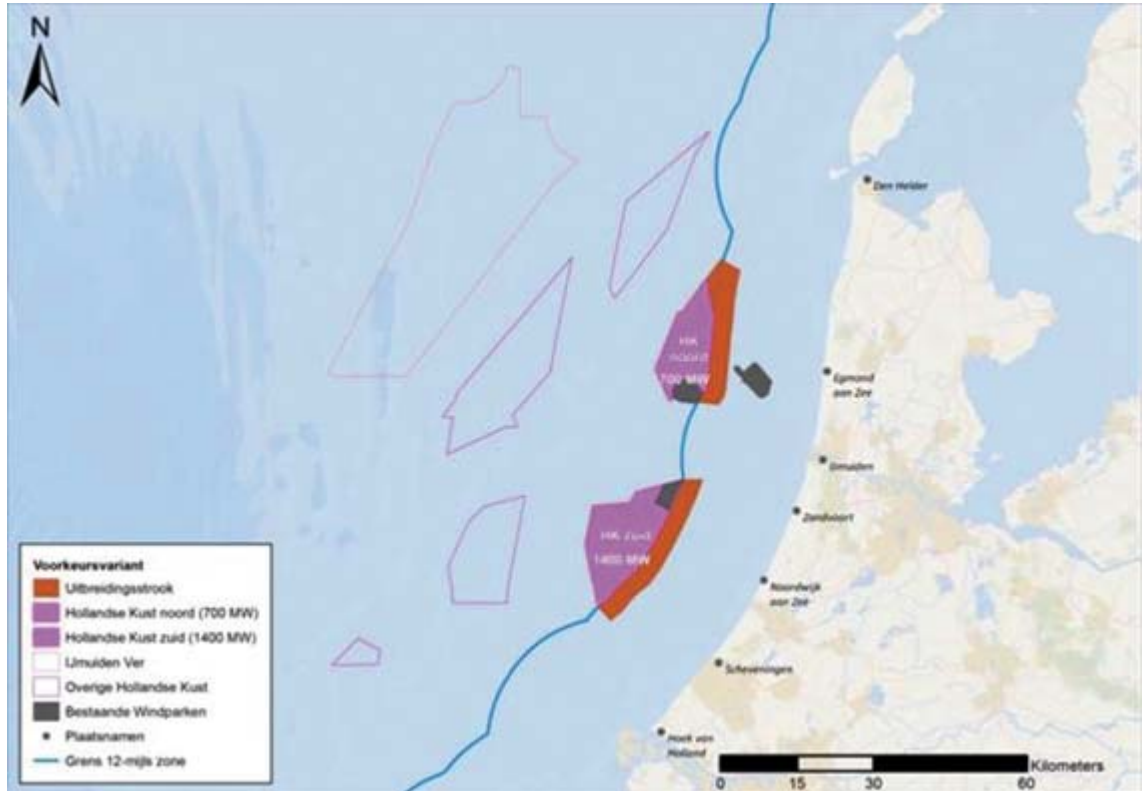 N
Den Helder
HK
noord
700 MW
Egmond
aan Zee
IJmuiden
Zandvoort
HK Zuid
1400 MW
Noordwijk
aan Zee
Scheveningen
Hoek van
Holland
Voorkeursvariant
Uitbreidingsstrook
Hollandse Kust noord (700 MW)
Hollandse Kust zuid (1400 MW)
IJmuiden Ver
Overige Hollandse Kust
Bestaande Windparken
Plaatsnamen
Grens 12-mijls zone
Kilometers
0 15 30 60